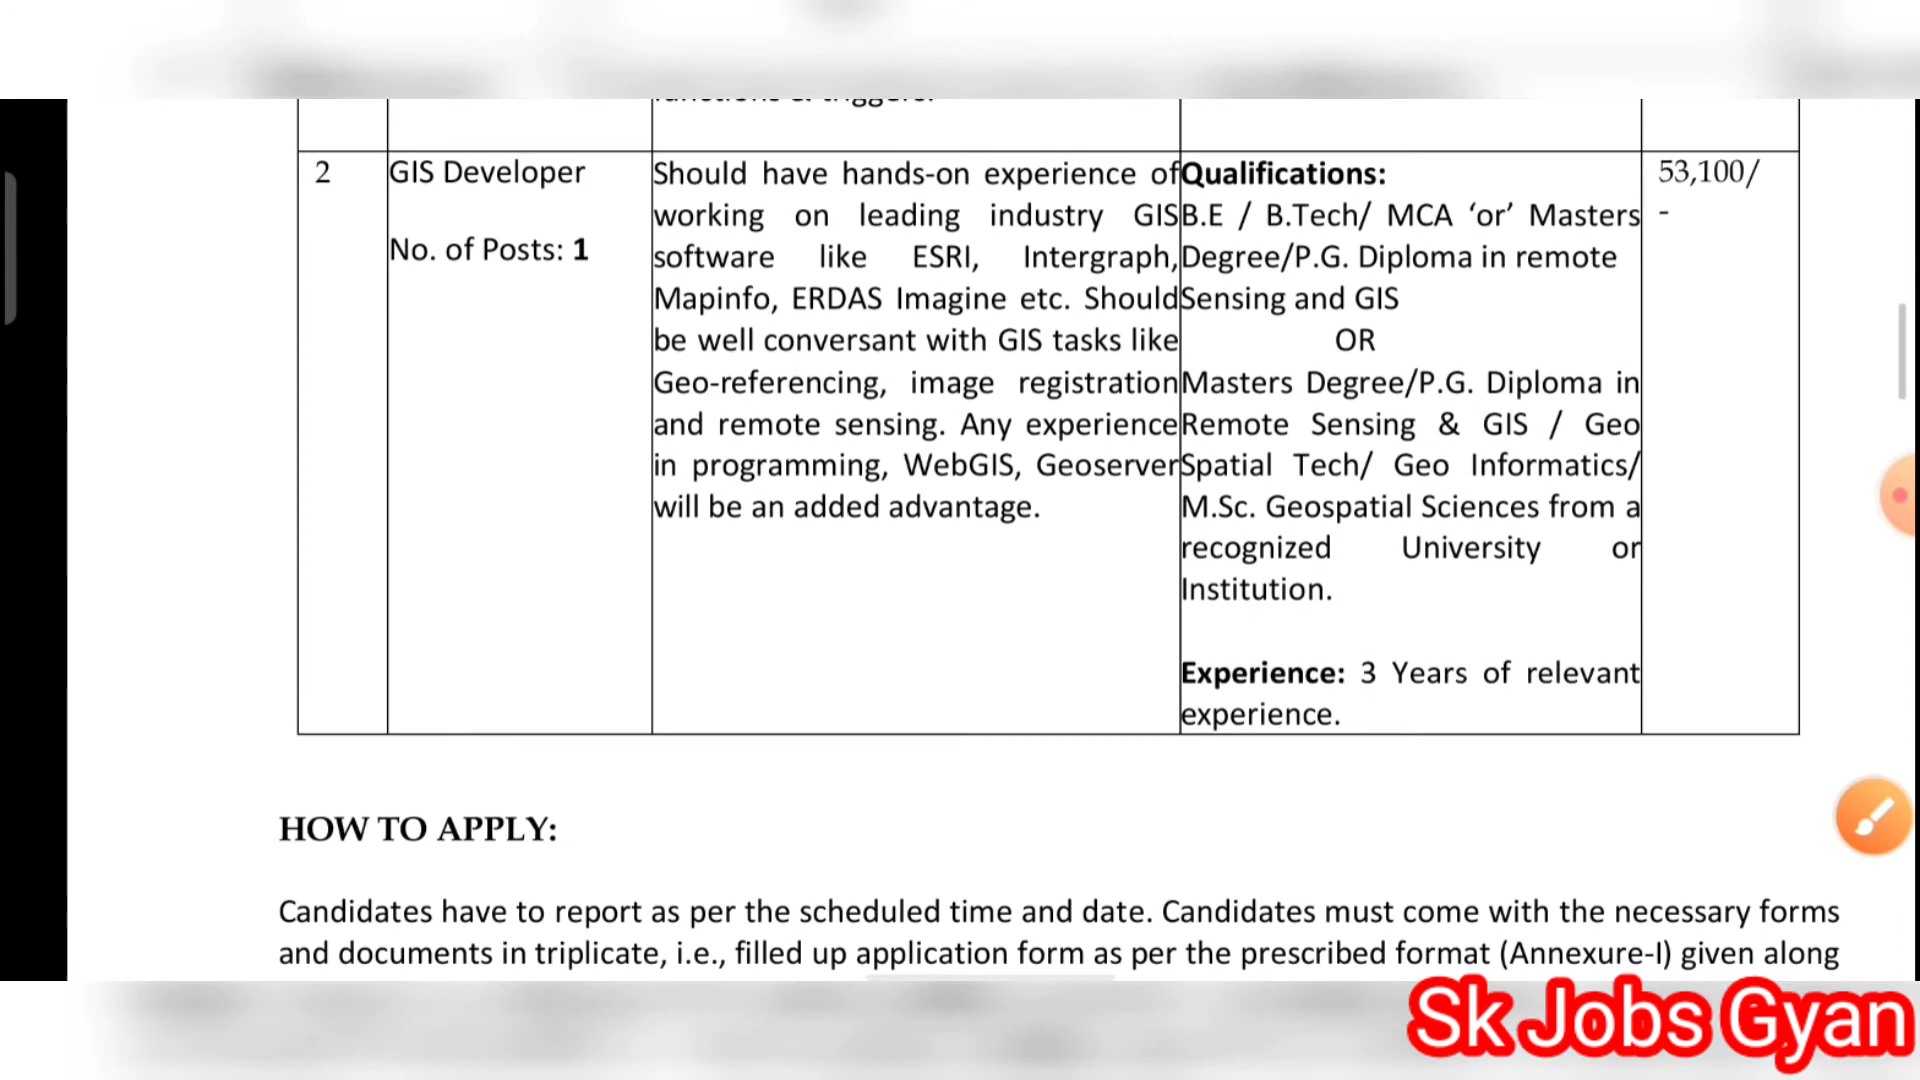 functions & triggers.
2
GIS Developer
No. of Posts: 1
Should have hands-on experience of
working on leading industry GIS
software like ESRI, Intergraph,
Mapinfo, ERDAS Imagine etc. Should
be well conversant with GIS tasks like
Geo-referencing, image registration
and remote sensing. Any experience
in programming, WebGIS, Geoserver
will be an added advantage.
Qualifications:
B.E / B.Tech/ MCA ‘or’ Masters
Degree/P.G. Diploma in remote
Sensing and GIS
OR
Masters Degree/P.G. Diploma in
Remote Sensing & GIS / Geo
Spatial Tech/ Geo Informatics/
M.Sc. Geospatial Sciences from a
recognized University or
Institution.
Experience: 3 Years of relevant
experience.
53,100/
-
HOW TO APPLY:
Candidates have to report as per the scheduled time and date. Candidates must come with the necessary forms
and documents in triplicate, i.e., filled up application form as per the prescribed format (Annexure-I) given along
Sk Jobs Gyan